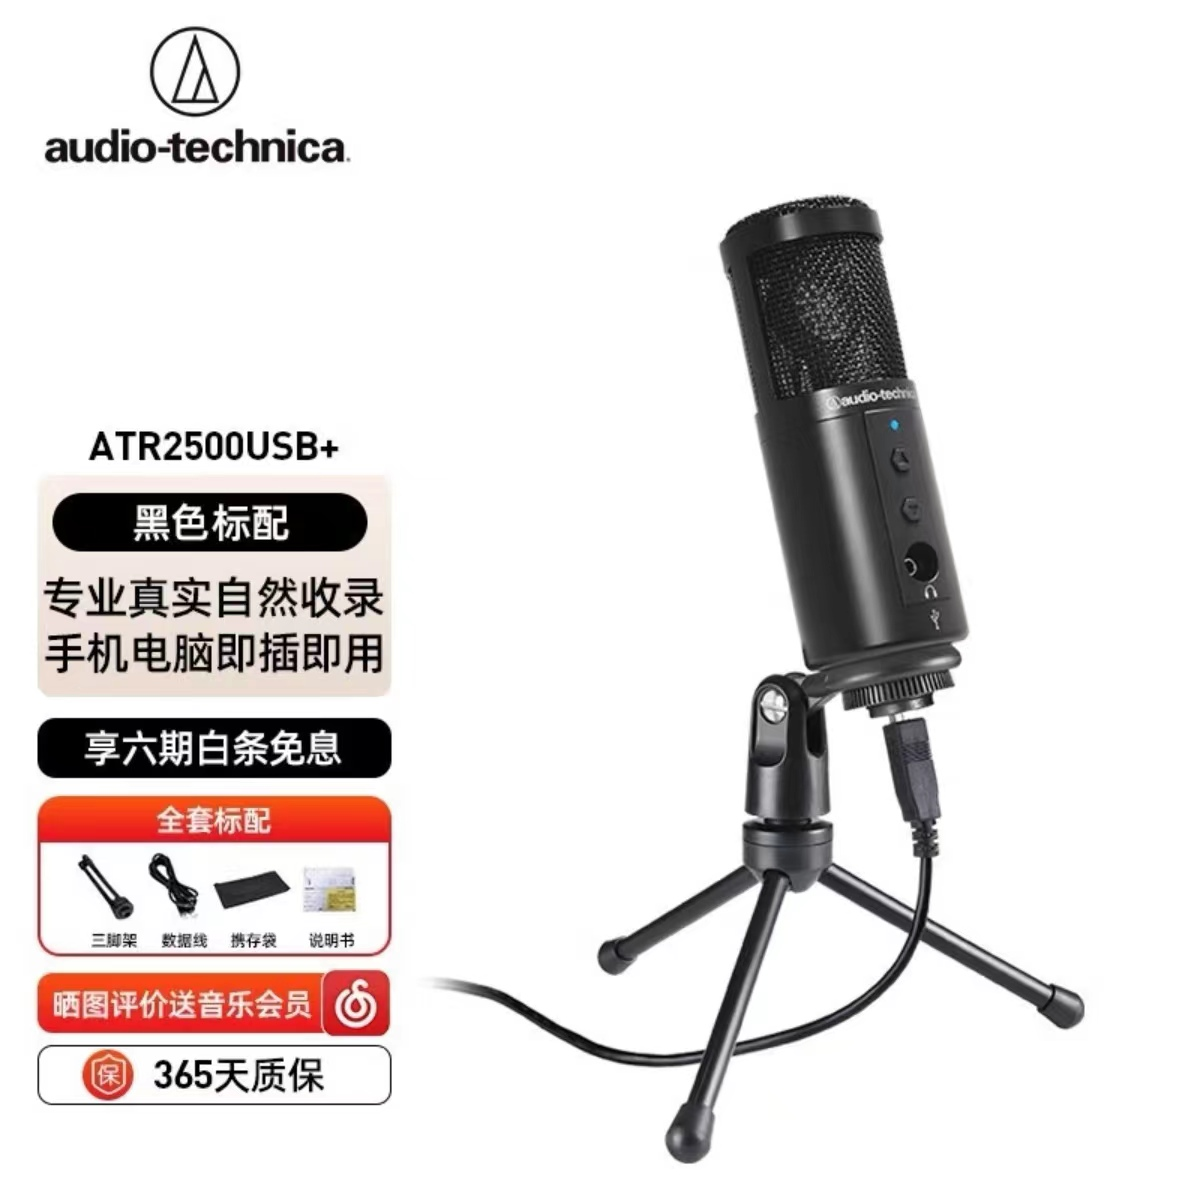 audio-technica
ATR2500USB+
黑色标配
专业真实自然收录
手机电脑即插即用
享六期白条免息
全套标配
三脚架 数据线 携存袋 说明书
晒图评价送音乐会员
保 365天质保
audio-technica